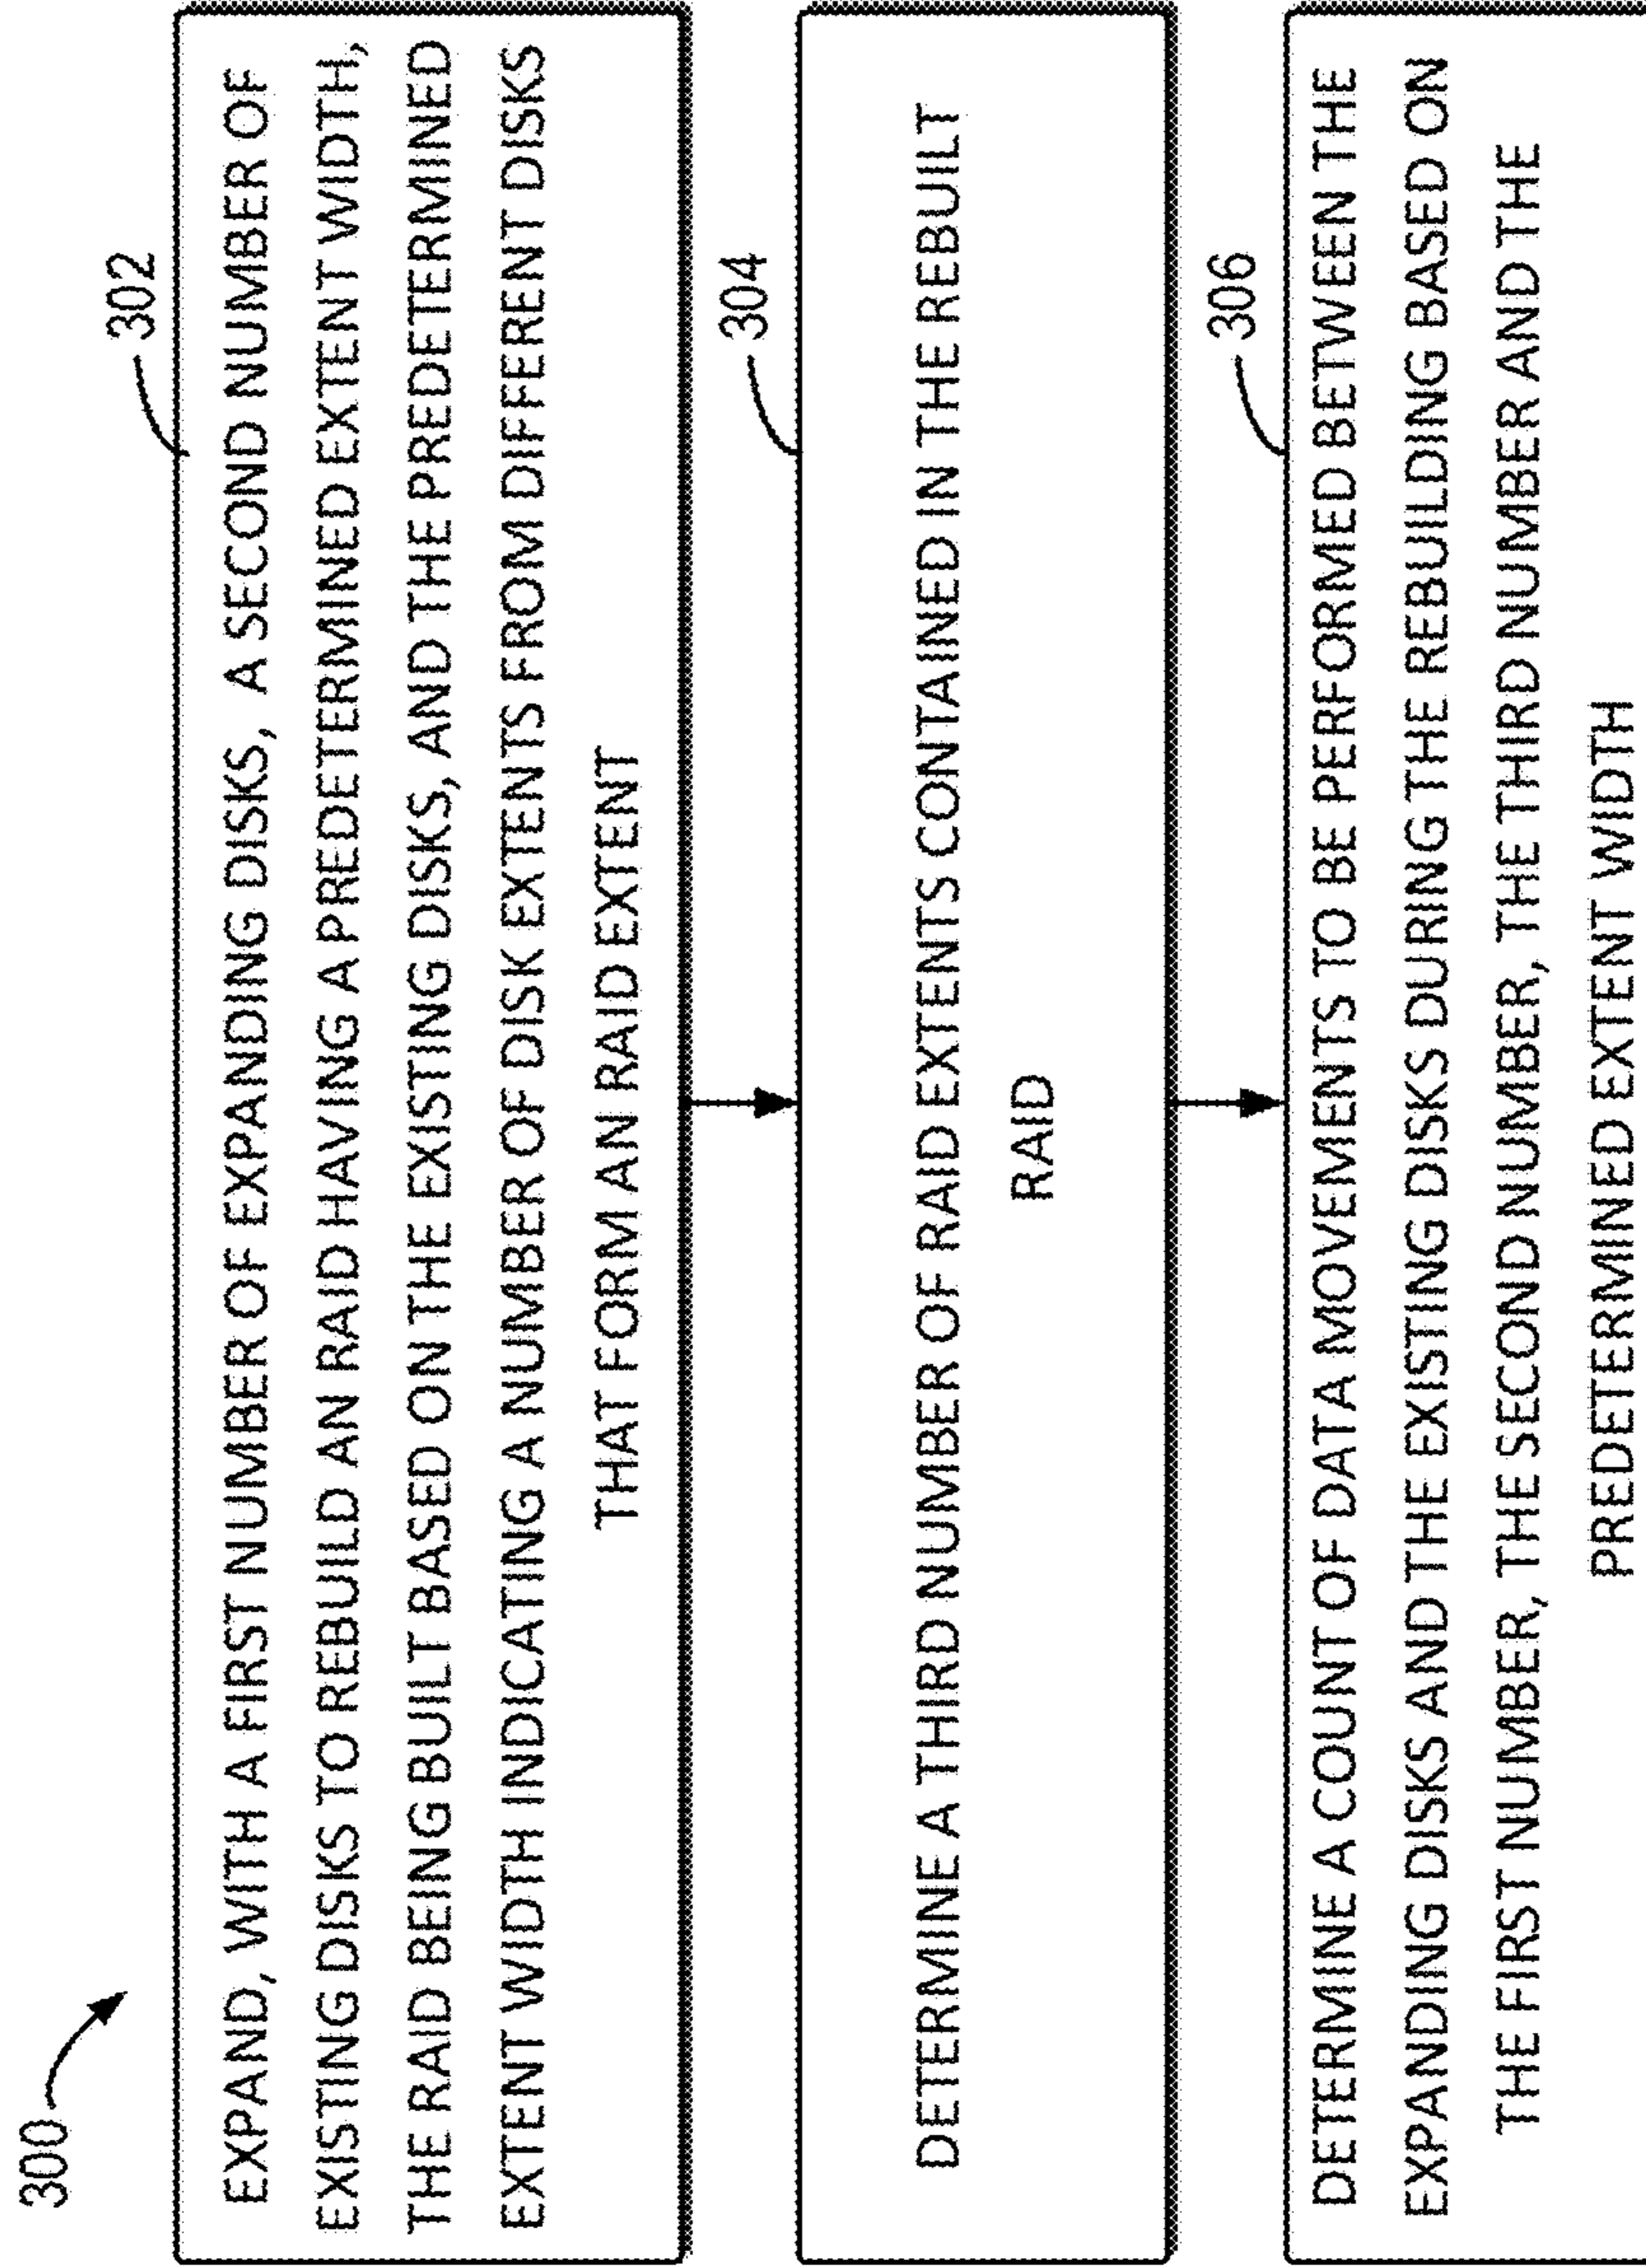 300
302
EXPAND, WITH A FIRST NUMBER OF EXPANDING DISKS, A SECOND NUMBER OF
EXISTING DISKS TO REBUILD AN RAID HAVING A PREDETERMINED EXTENT WIDTH,
THE RAID BEING BUILT BASED ON THE EXISTING DISKS, AND THE PREDETERMINED
EXTENT WIDTH INDICATING A NUMBER OF DISK EXTENTS FROM DIFFERENT DISKS
THAT FORM AN RAID EXTENT
304
DETERMINE A THIRD NUMBER OF RAID EXTENTS CONTAINED IN THE REBUILT
RAID
306
DETERMINE A COUNT OF DATA MOVEMENTS TO BE PERFORMED BETWEEN THE
EXPANDING DISKS AND THE EXISTING DISKS DURING THE REBUILDING BASED ON
THE FIRST NUMBER, THE SECOND NUMBER, THE THIRD NUMBER AND THE
PREDETERMINED EXTENT WIDTH